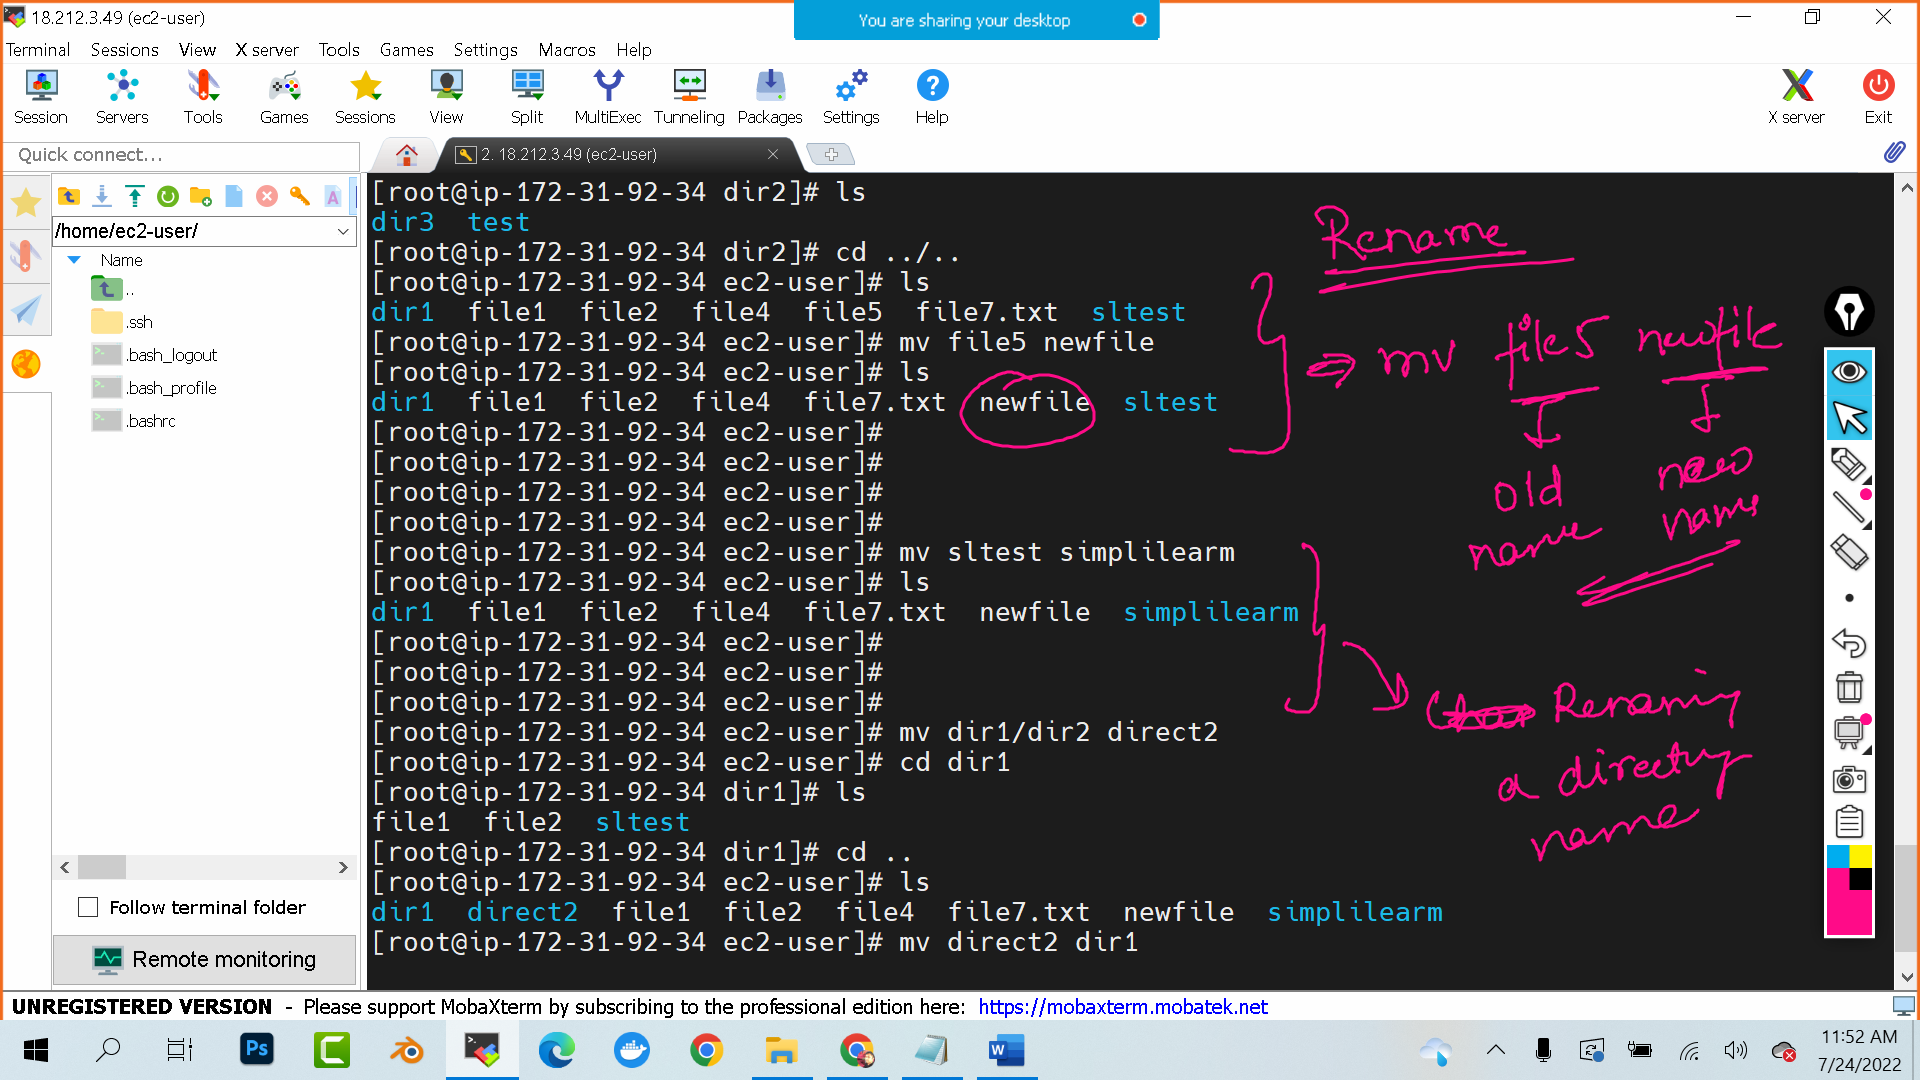 18.212.3.49 (ec2-user)
You are sharing your desktop
Terminal Sessions View X server Tools Games Settings Macros Help
Session Servers Tools Games Sessions View Split MultiExec Tunneling Packages Settings Help X server Exit
Quick connect...
2. 18.212.3.49 (ec2-user)
/home/ec2-user/
Name
..
.ssh
.bash_logout
.bash_profile
.bashrc
Follow terminal folder
Remote monitoring
[root@ip-172-31-92-34 dir2]# ls
dir3 test
[root@ip-172-31-92-34 dir2]# cd ../..
[root@ip-172-31-92-34 ec2-user]# ls
dir1 file1 file2 file4 file5 file7.txt sltest
[root@ip-172-31-92-34 ec2-user]# mv file5 newfile
[root@ip-172-31-92-34 ec2-user]# ls
dir1 file1 file2 file4 file7.txt newfile sltest
[root@ip-172-31-92-34 ec2-user]#
[root@ip-172-31-92-34 ec2-user]#
[root@ip-172-31-92-34 ec2-user]#
[root@ip-172-31-92-34 ec2-user]#
[root@ip-172-31-92-34 ec2-user]# mv sltest simplilearm
[root@ip-172-31-92-34 ec2-user]# ls
dir1 file1 file2 file4 file7.txt newfile simplilearm
[root@ip-172-31-92-34 ec2-user]#
[root@ip-172-31-92-34 ec2-user]#
[root@ip-172-31-92-34 ec2-user]#
[root@ip-172-31-92-34 ec2-user]# mv dir1/dir2 direct2
[root@ip-172-31-92-34 ec2-user]# cd dir1
[root@ip-172-31-92-34 dir1]# ls
file1 file2 sltest
[root@ip-172-31-92-34 dir1]# cd ..
[root@ip-172-31-92-34 ec2-user]# ls
dir1 direct2 file1 file2 file4 file7.txt newfile simplilearm
[root@ip-172-31-92-34 ec2-user]# mv direct2 dir1
Rename
mv file5 newfile
old new
name name
Renaming
a directory
name
UNREGISTERED VERSION - Please support MobaXterm by subscribing to the professional edition here: https://mobaxterm.mobatek.net
11:52 AM
7/24/2022